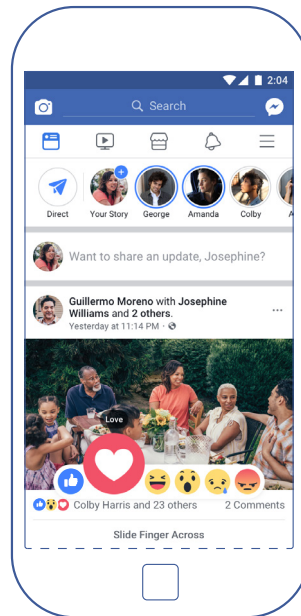 2:04
Search
Direct Your Story George Amanda Colby A
Want to share an update, Josephine?
Guillermo Moreno with Josephine
Williams and 2 others.
Yesterday at 11:14 PM ·
Love
Colby Harris and 23 others 2 Comments
Slide Finger Across